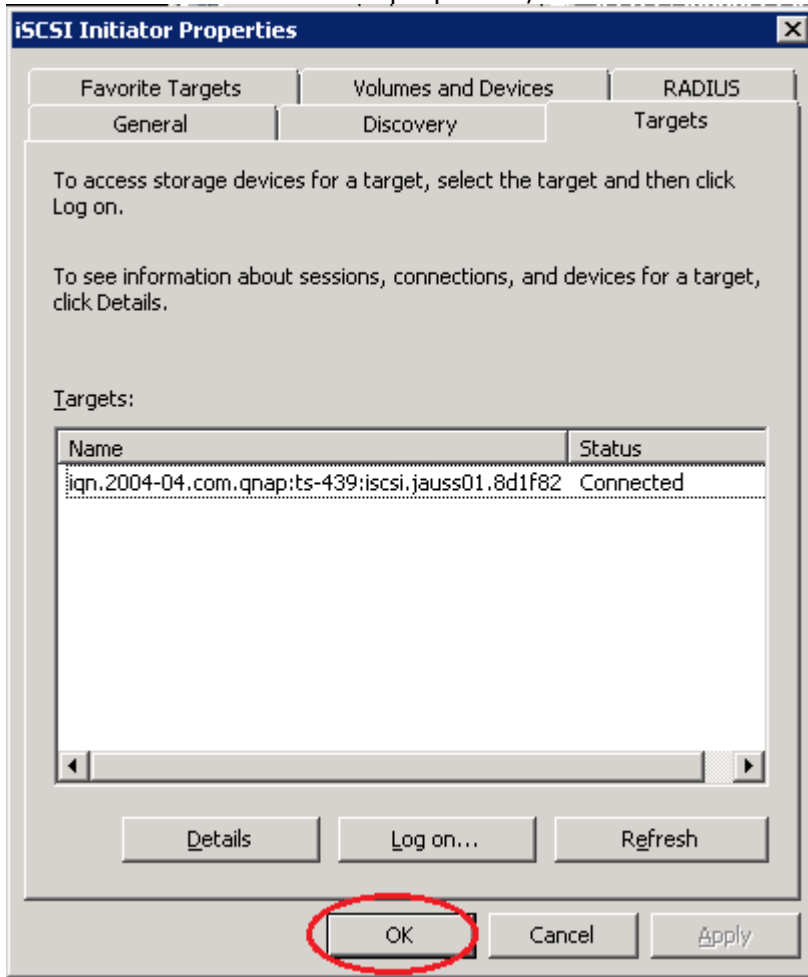 iSCSI Initiator Properties
Favorite Targets Volumes and Devices RADIUS
General Discovery Targets
To access storage devices for a target, select the target and then click
Log on.
To see information about sessions, connections, and devices for a target,
click Details.
Targets:
Name Status
iqn.2004-04.com.qnap:ts-439:iscsi.jauss01.8d1f82 Connected
Details Log on... Refresh
OK Cancel Apply